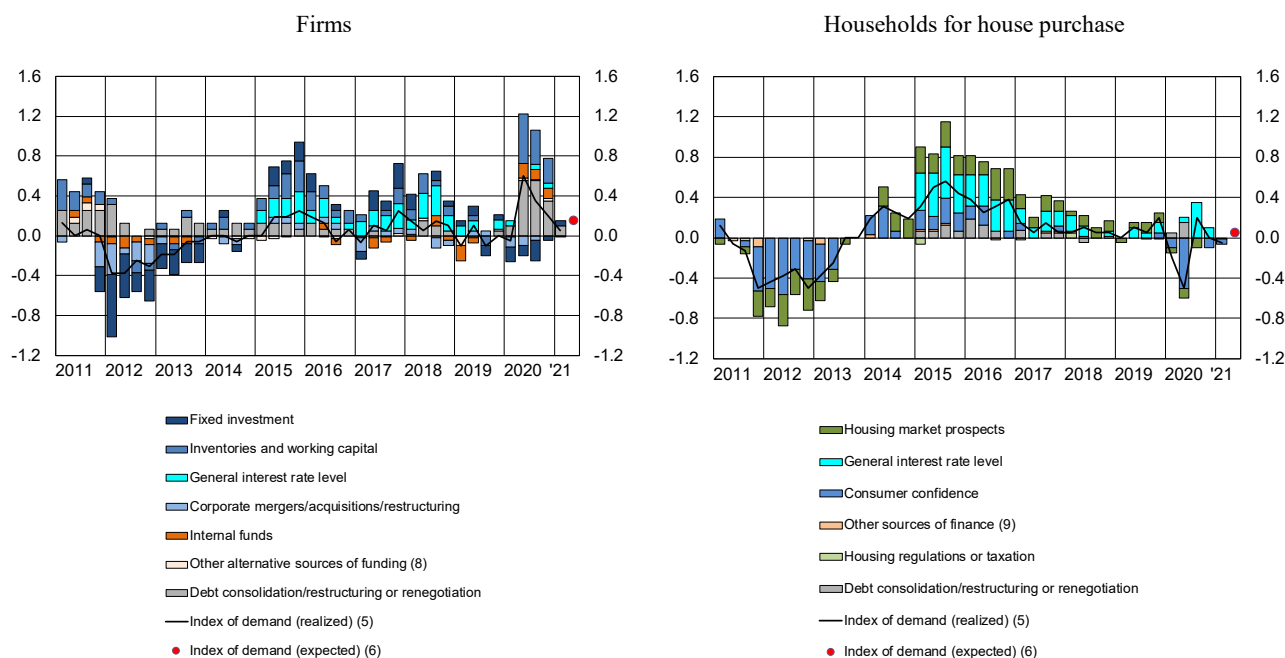 Firms
1.6
1.2
0.8
0.4
0.0
-0.4
-0.8
-1.2
1.6
1.2
0.8
0.4
0.0
-0.4
-0.8
-1.2
2011 2012 2013 2014 2015 2016 2017 2018 2019 2020 '21
Fixed investment
Inventories and working capital
General interest rate level
Corporate mergers/acquisitions/restructuring
Internal funds
Other alternative sources of funding (8)
Debt consolidation/restructuring or renegotiation
Index of demand (realized) (5)
Index of demand (expected) (6)
Households for house purchase
1.6
1.2
0.8
0.4
0.0
-0.4
-0.8
-1.2
1.6
1.2
0.8
0.4
0.0
-0.4
-0.8
-1.2
2011 2012 2013 2014 2015 2016 2017 2018 2019 2020 '21
Housing market prospects
General interest rate level
Consumer confidence
Other sources of finance (9)
Housing regulations or taxation
Debt consolidation/restructuring or renegotiation
Index of demand (realized) (5)
Index of demand (expected) (6)